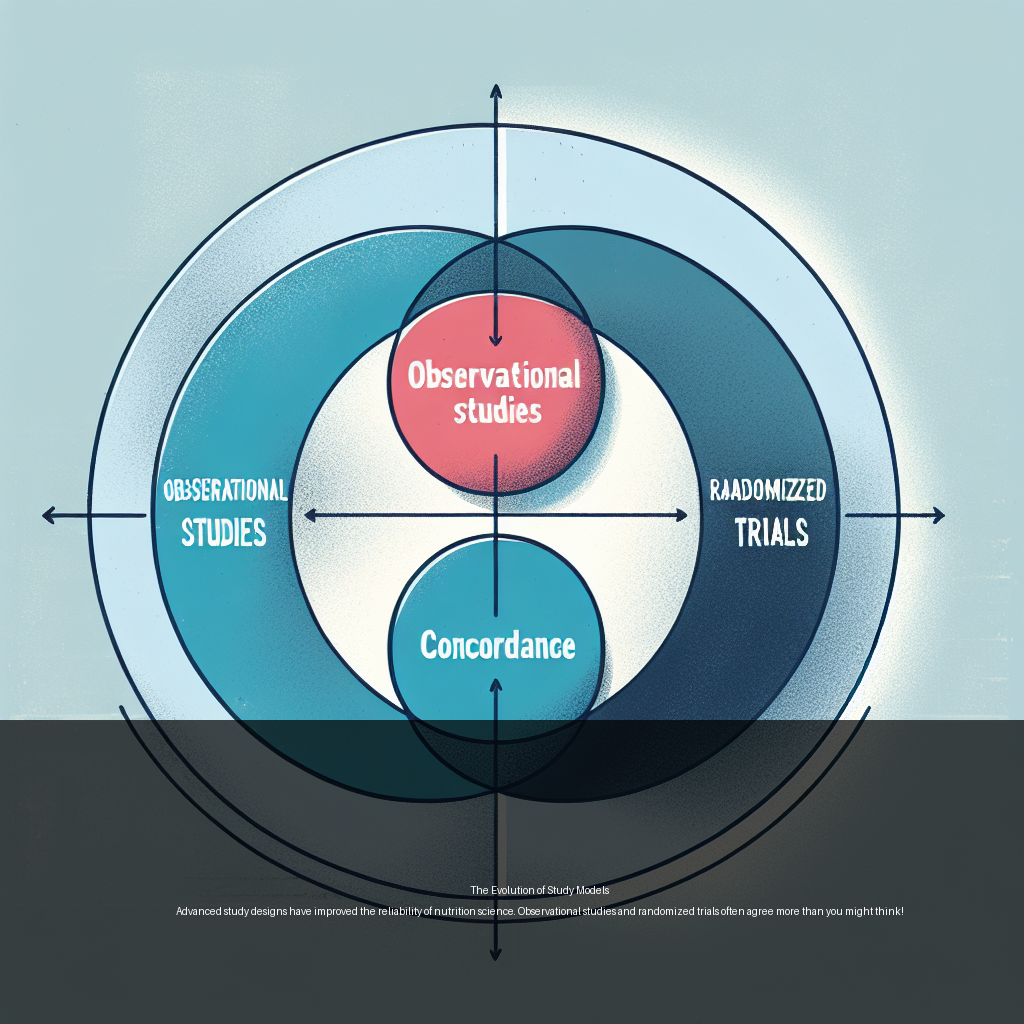 Observational
studies
OBSERATIONAL
STUDIES
RAADOMIZZED
TRIALS
Concordance
The Evolution of Study Models
Advanced study designs have improved the reliability of nutrition science. Observational studies and randomized trials often agree more than you might think!